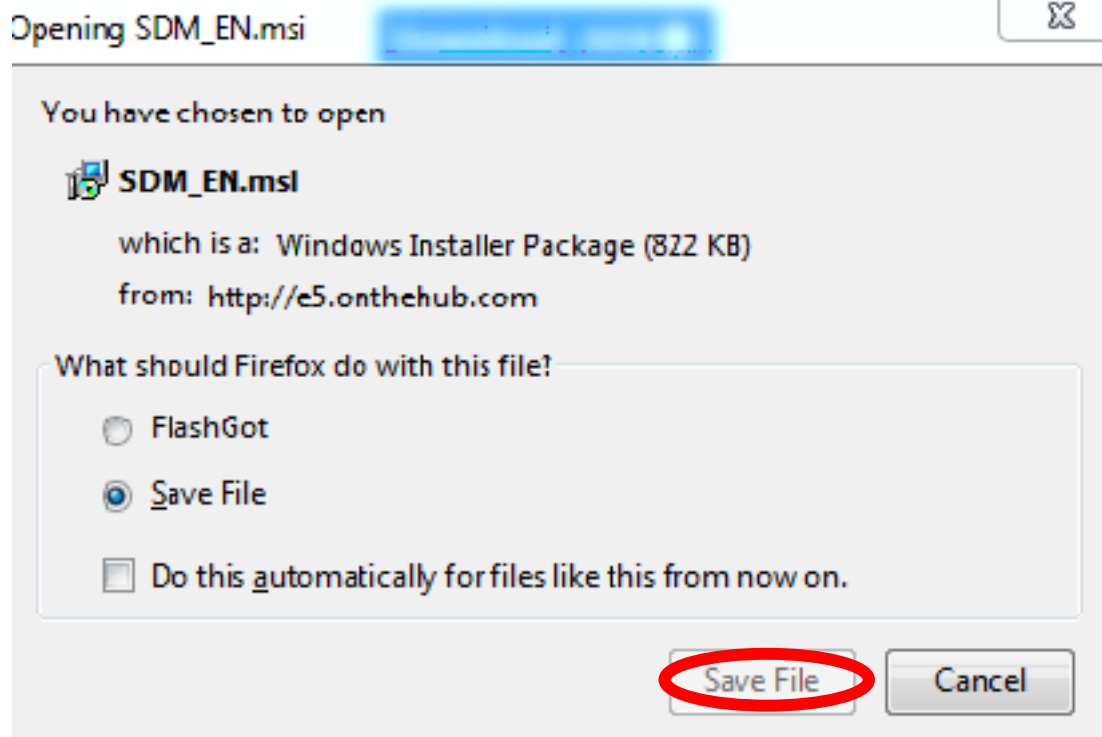 Opening SDM_EN.msi
You have chosen to open
SDM_EN.msi
which is a: Windows Installer Package (822 KB)
from: http://e5.onthehub.com
What should Firefox do with this file?
FlashGot
Save File
Do this automatically for files like this from now on.
Save File
Cancel